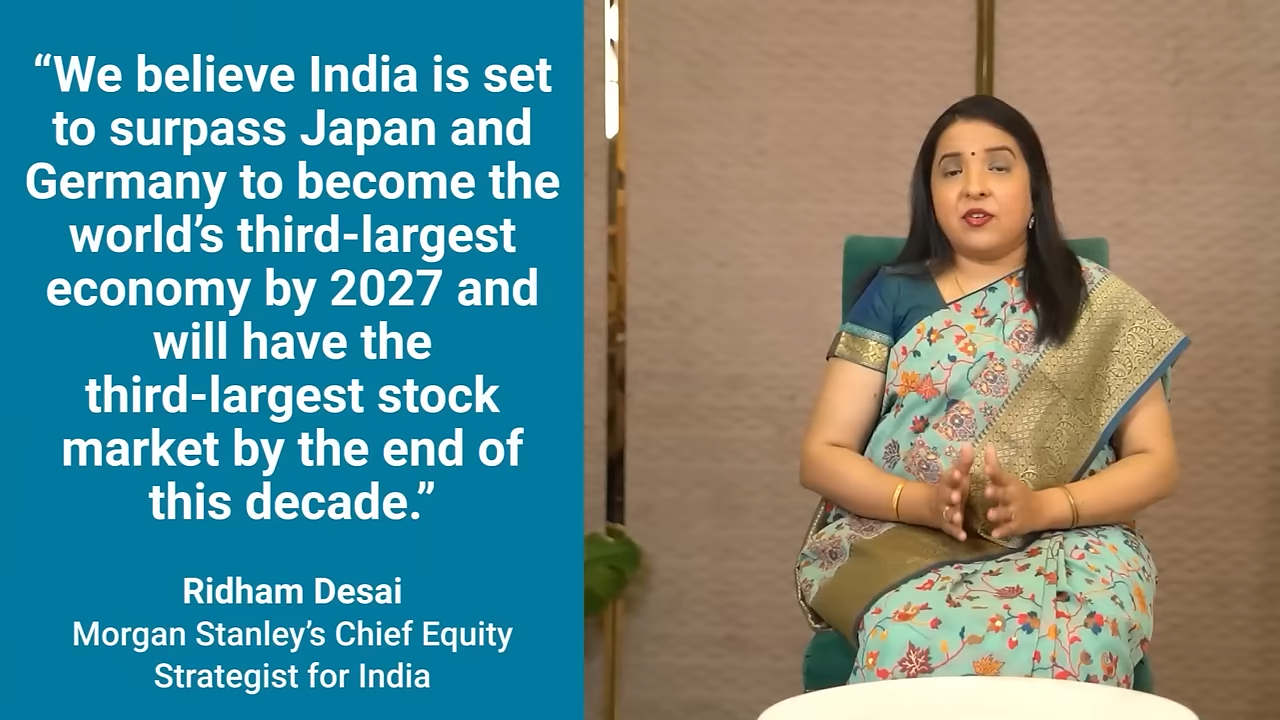 “We believe India is set
to surpass Japan and
Germany to become the
world’s third-largest
economy by 2027 and
will have the
third-largest stock
market by the end of
this decade.”
Ridham Desai
Morgan Stanley’s Chief Equity
Strategist for India